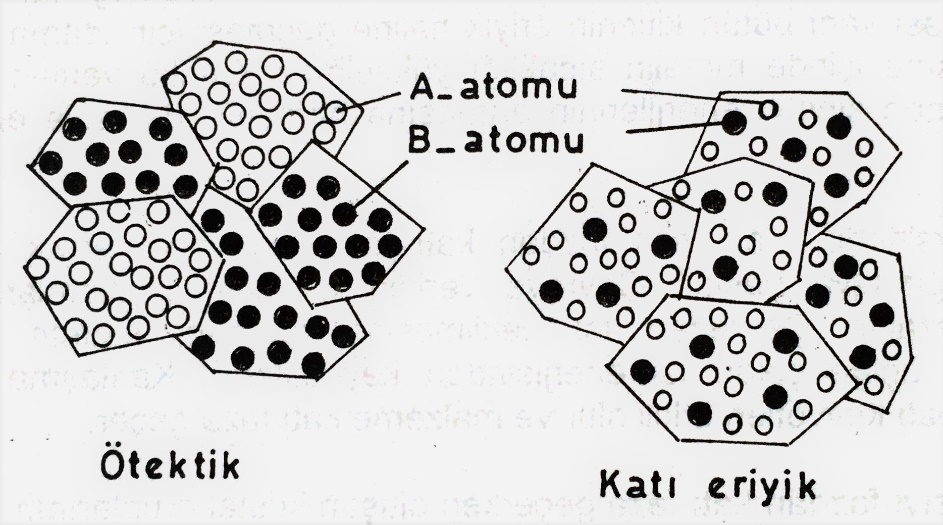 A_atomu
B_atomu
Ötektik
Katı eriyik